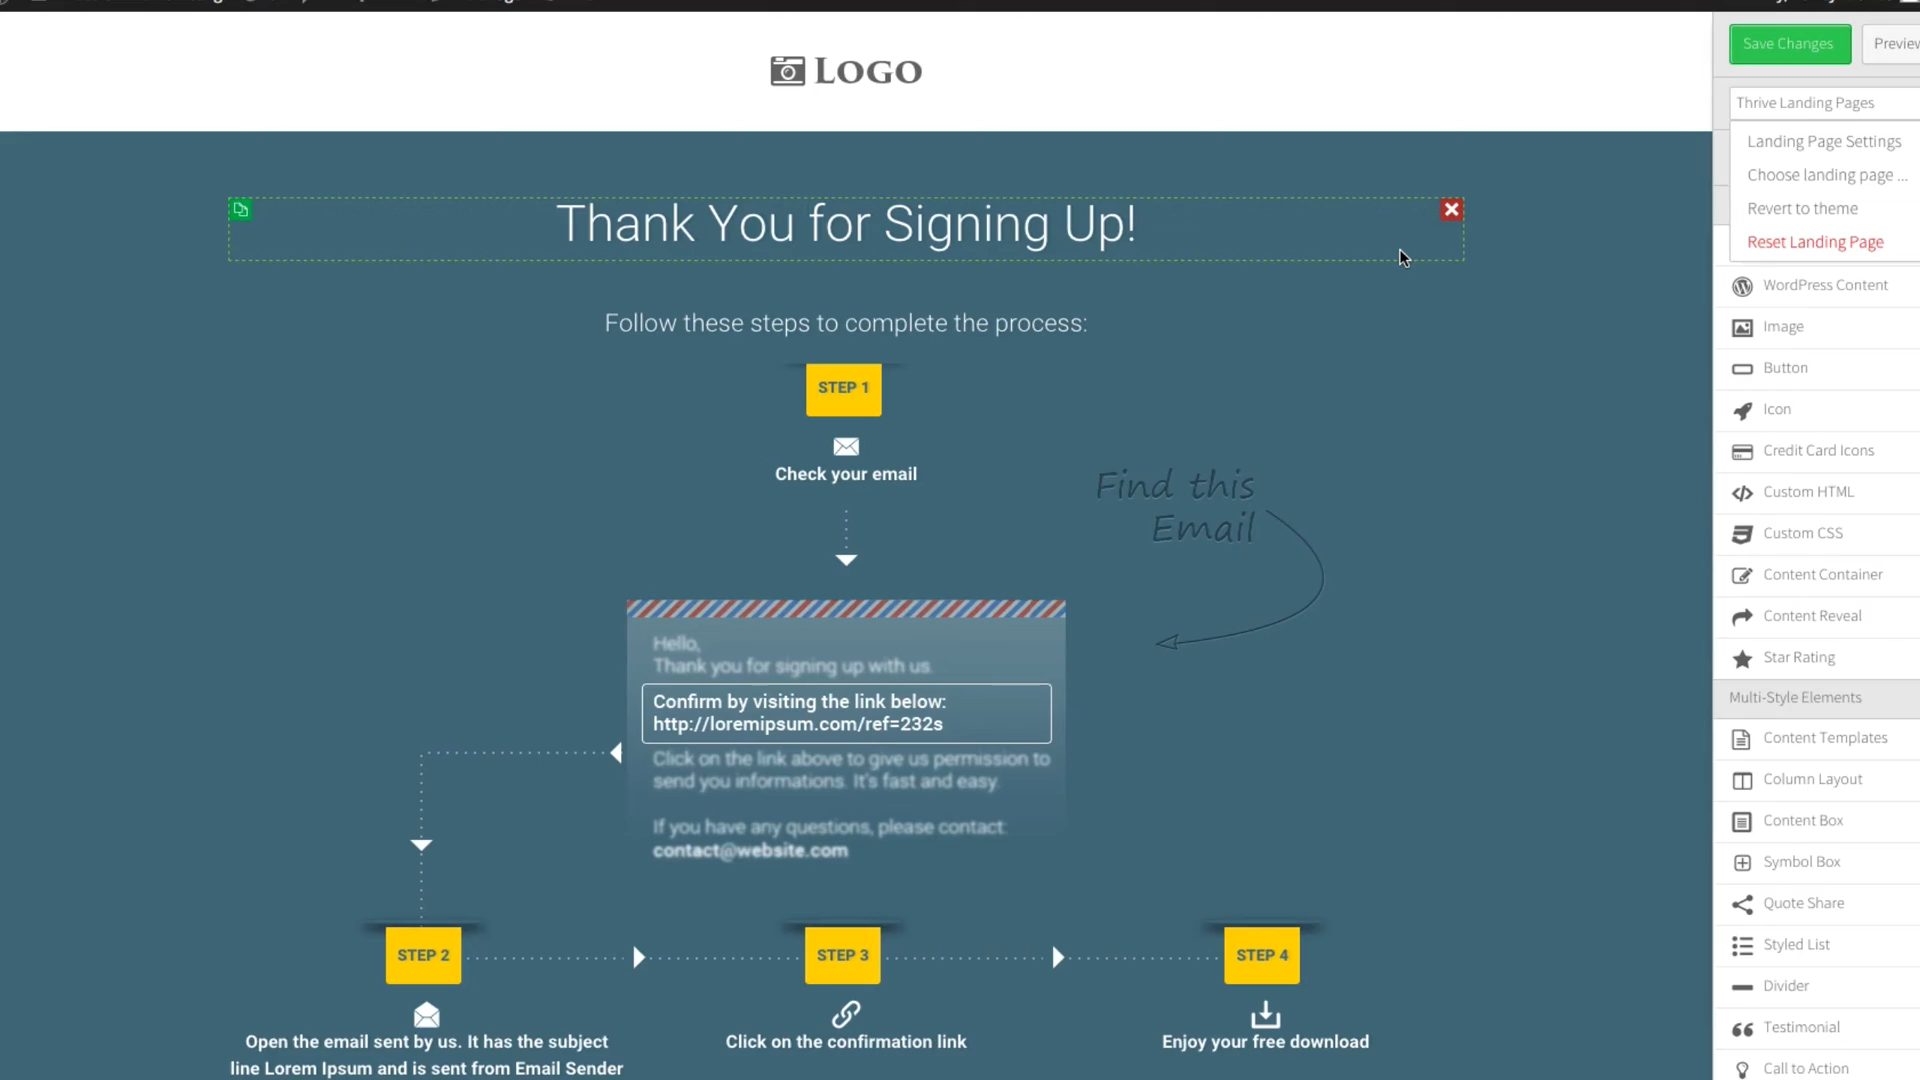 LOGO
Thank You for Signing Up!
Follow these steps to complete the process:
STEP 1
Check your email
Find this
Email
Hello,
Thank you for signing up with us.
Confirm by visiting the link below:
http://loremipsum.com/ref=232s
Click on the link above to give us permission to
send you informations. It's fast and easy.
If you have any questions, please contact:
contact@website.com
STEP 2
STEP 3
STEP 4
Open the email sent by us. It has the subject
line Lorem Ipsum and is sent from Email Sender
Click on the confirmation link
Enjoy your free download
Save Changes
Preview
Thrive Landing Pages
Landing Page Settings
Choose landing page ...
Revert to theme
Reset Landing Page
WordPress Content
Image
Button
Icon
Credit Card Icons
Custom HTML
Custom CSS
Content Container
Content Reveal
Star Rating
Multi-Style Elements
Content Templates
Column Layout
Content Box
Symbol Box
Quote Share
Styled List
Divider
Testimonial
Call to Action